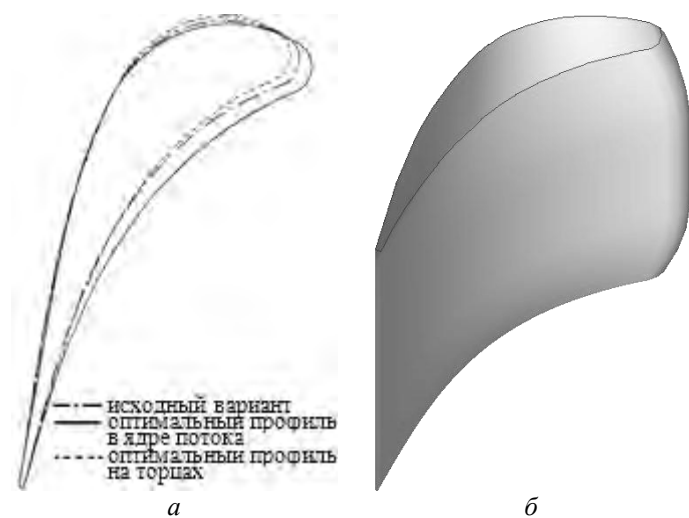 исходный вариант
оптимальный профиль
в ядре потока
оптимальный профиль
на торцах
а
б